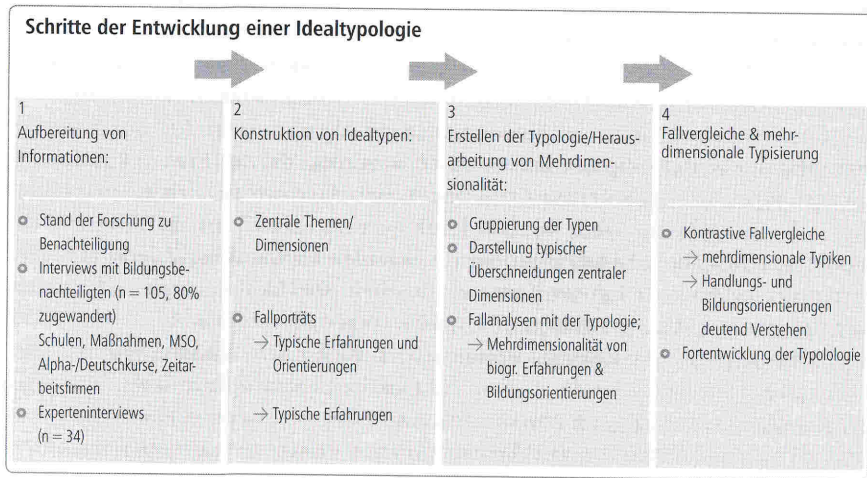 Schritte der Entwicklung einer Idealtypologie
1
Aufbereitung von
Informationen:
Stand der Forschung zu
Benachteiligung
Interviews mit Bildungsbe-
nachteiligten (n = 105, 80%
zugewandert)
Schulen, Maßnahmen, MSO,
Alpha-/Deutschkurse, Zeitar-
beitsfirmen
Experteninterviews
(n = 34)
2
Konstruktion von Idealtypen:
Zentrale Themen/
Dimensionen
Fallporträts
→ Typische Erfahrungen und
Orientierungen
→ Typische Erfahrungen
3
Erstellen der Typologie/Heraus-
arbeitung von Mehrdimen-
sionalität:
Gruppierung der Typen
Darstellung typischer
Überschneidungen zentraler
Dimensionen
Fallanalysen mit der Typologie;
→ Mehrdimensionalität von
biogr. Erfahrungen &
Bildungsorientierungen
4
Fallvergleiche & mehr-
dimensionale Typisierung
Kontrastive Fallvergleiche
→ mehrdimensionale Typiken
→ Handlungs- und
Bildungsorientierungen
deutend Verstehen
Fortentwicklung der Typolologie